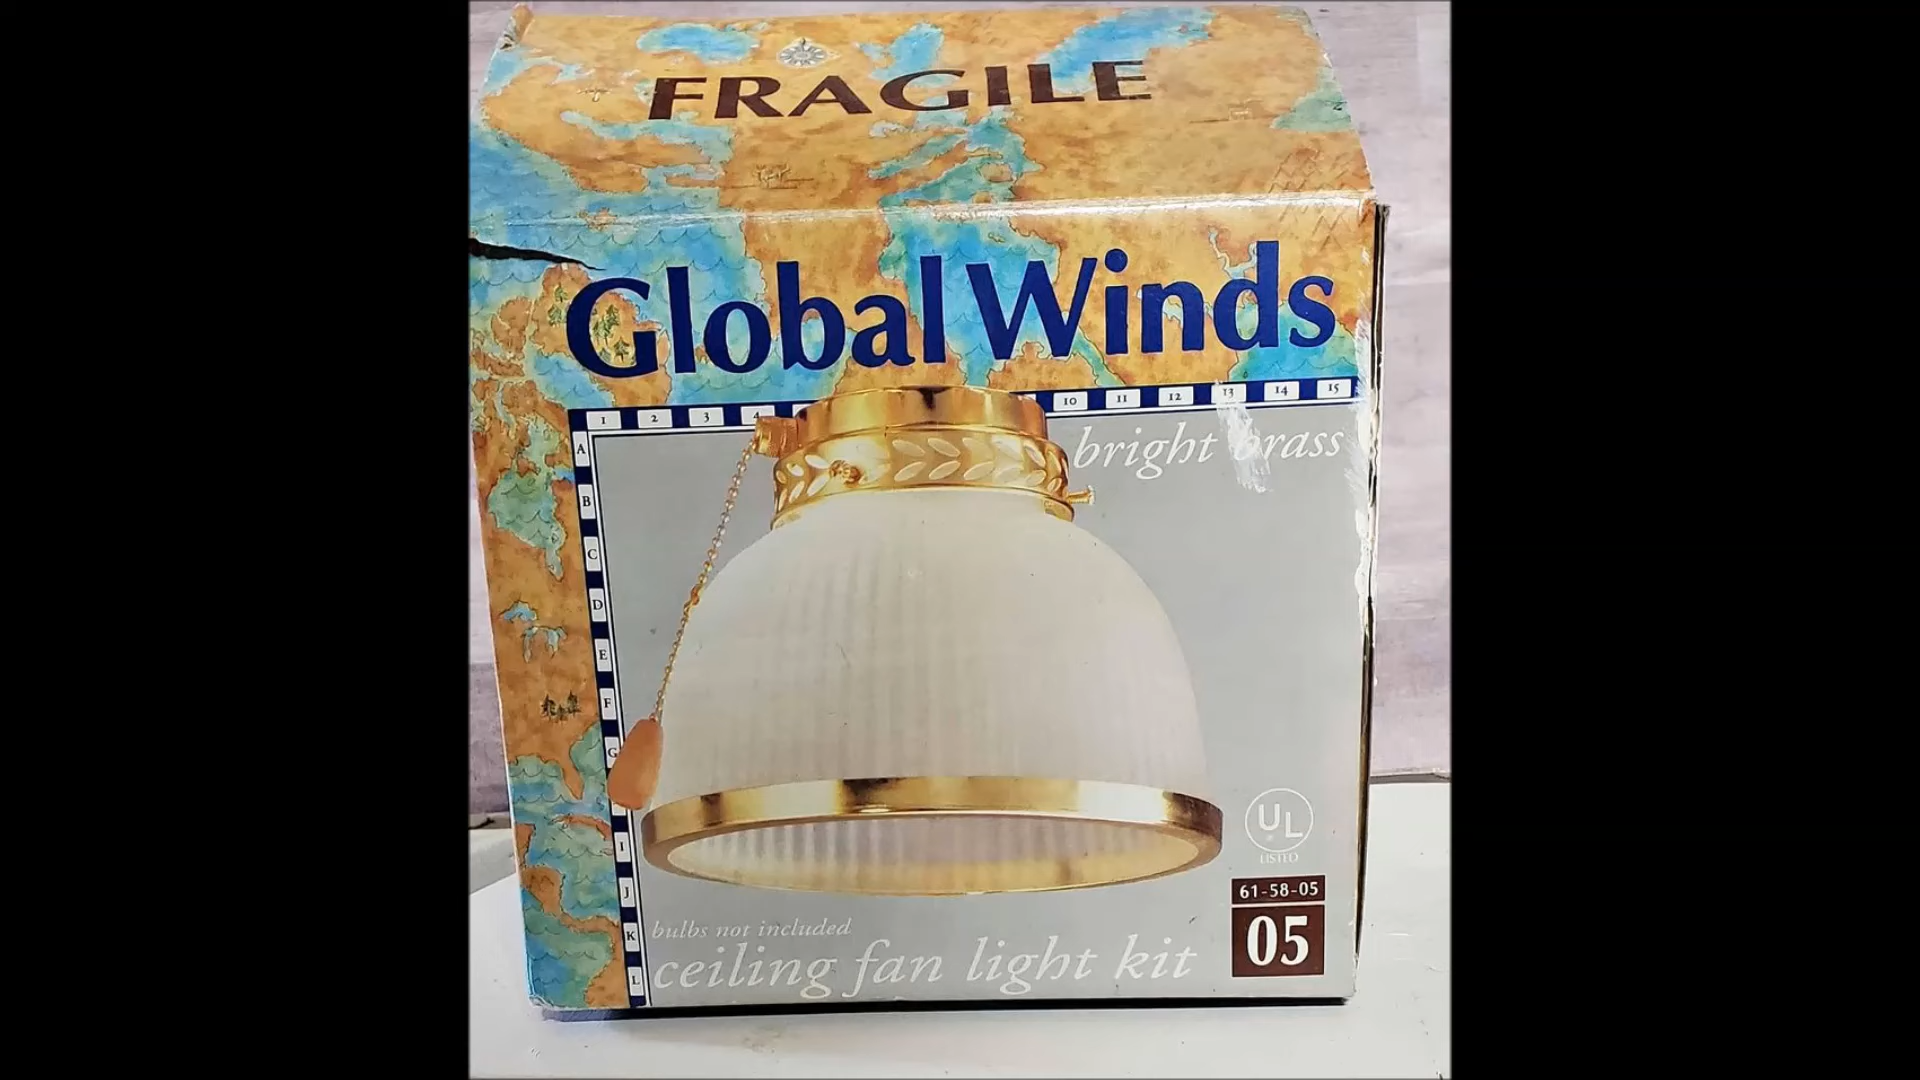 FRAGILE
Global Winds
1 2 3 4 10 11 12 13 14 15
bright brass
A
B
C
D
E
F
G
I
J
K
L
UL
LISTED
61-58-05
05
bulbs not included
ceiling fan light kit